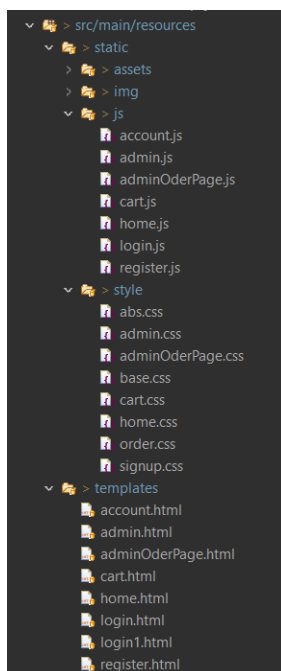 > src/main/resources
> static
> assets
> img
> js
account.js
admin.js
adminOderPage.js
cart.js
home.js
login.js
register.js
> style
abs.css
admin.css
adminOderPage.css
base.css
cart.css
home.css
order.css
signup.css
> templates
account.html
admin.html
adminOderPage.html
cart.html
home.html
login.html
login1.html
register.html